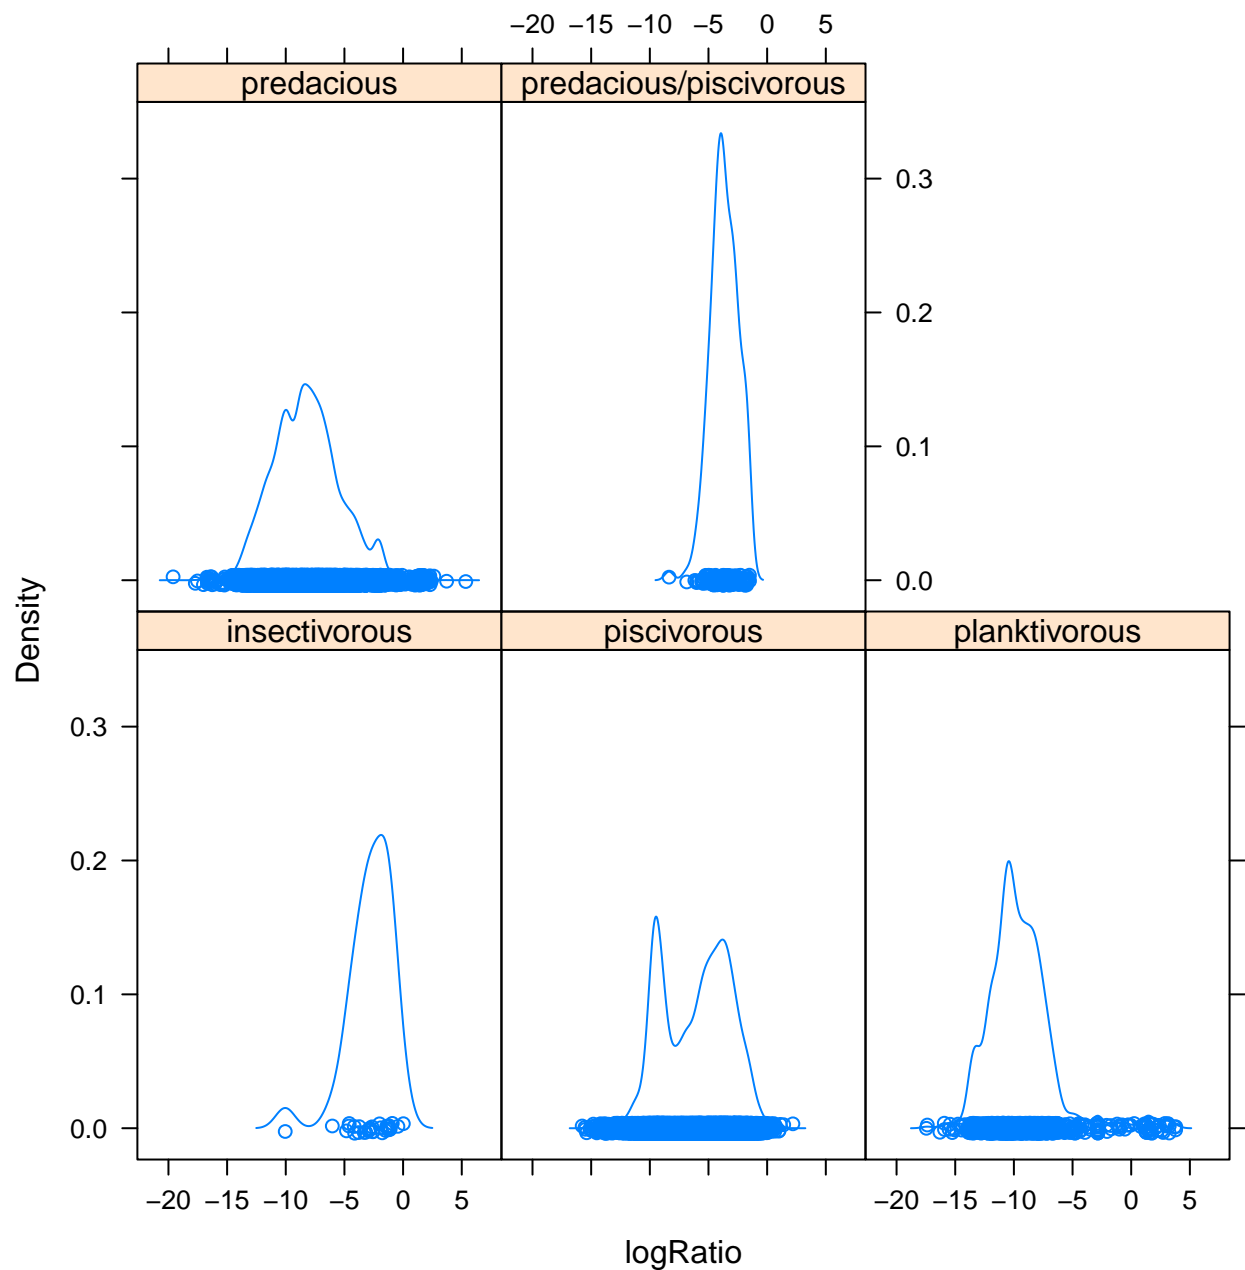 −20 −15 −10 −5 0 5
predacious predacious/piscivorous
0.3
0.2
0.1
0.0
Density
insectivorous piscivorous planktivorous
0.3
0.2
0.1
0.0
−20 −15 −10 −5 0 5 −20 −15 −10 −5 0 5
logRatio